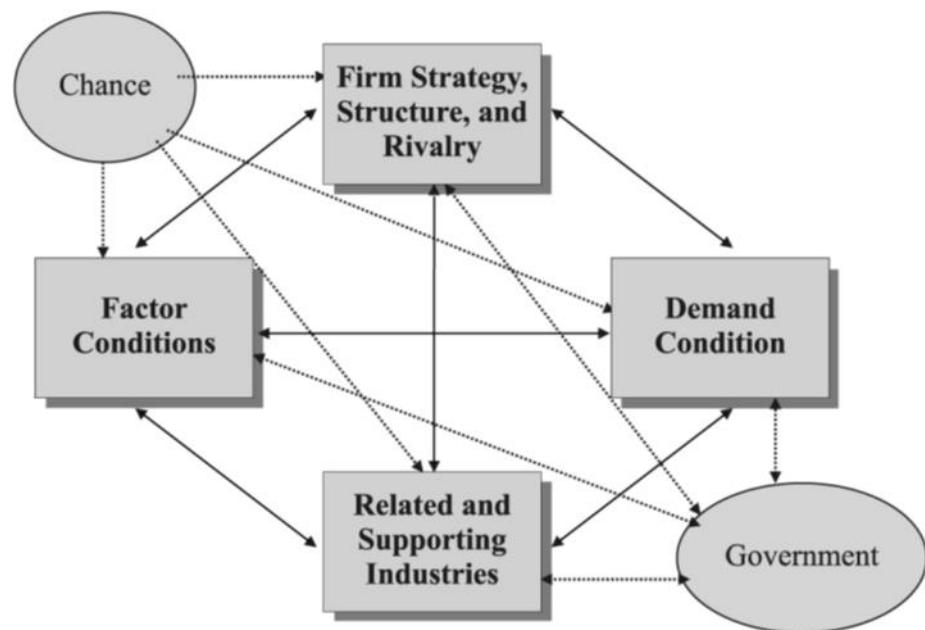 Chance
Firm Strategy,
Structure, and
Rivalry
Factor
Conditions
Demand
Condition
Related and
Supporting
Industries
Government